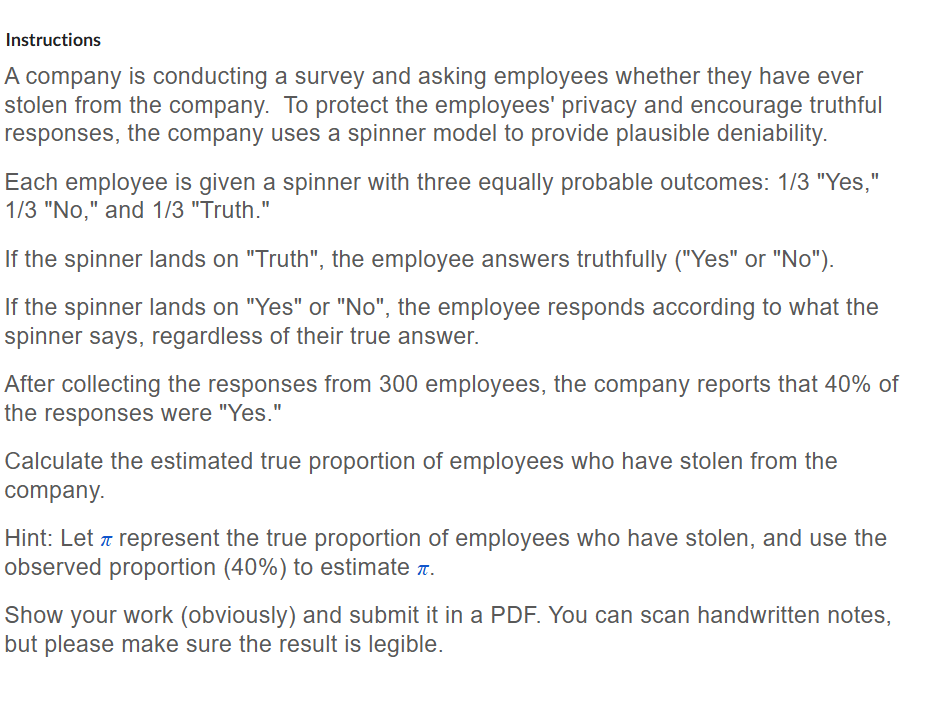 Instructions
A company is conducting a survey and asking employees whether they have ever
stolen from the company.  To protect the employees' privacy and encourage truthful
responses, the company uses a spinner model to provide plausible deniability.
Each employee is given a spinner with three equally probable outcomes: 1/3 "Yes,"
1/3 "No," and 1/3 "Truth."
If the spinner lands on "Truth", the employee answers truthfully ("Yes" or "No").
If the spinner lands on "Yes" or "No", the employee responds according to what the
spinner says, regardless of their true answer.
After collecting the responses from 300 employees, the company reports that 40% of
the responses were "Yes."
Calculate the estimated true proportion of employees who have stolen from the
company.
Hint: Let π represent the true proportion of employees who have stolen, and use the
observed proportion (40%) to estimate π.
Show your work (obviously) and submit it in a PDF. You can scan handwritten notes,
but please make sure the result is legible.